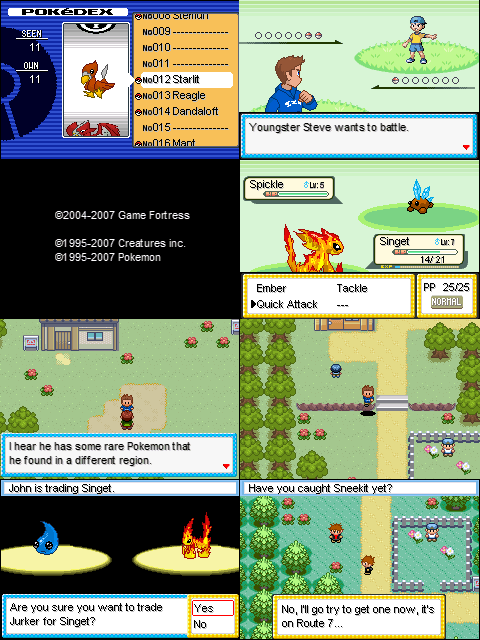 POKéDEX
SEEN
11
OWN
11
No008 Sternun
No009 --------------
No010 --------------
No011 --------------
No012 Starlit
No013 Reagle
No014 Dandaloft
No015 --------------
No016 Mant
Youngster Steve wants to battle.
©2004-2007 Game Fortress
©1995-2007 Creatures inc.
©1995-2007 Pokemon
Spickle ♂Lv:5
Singet ♂Lv:7
14/ 21
EXP
Ember Tackle
Quick Attack ---
PP 25/25
NORMAL
I hear he has some rare Pokemon that
he found in a different region.
John is trading Singet.
Are you sure you want to trade
Jurker for Singet?
Yes
No
Have you caught Sneekit yet?
No, I'll go try to get one now, it's
on Route 7...